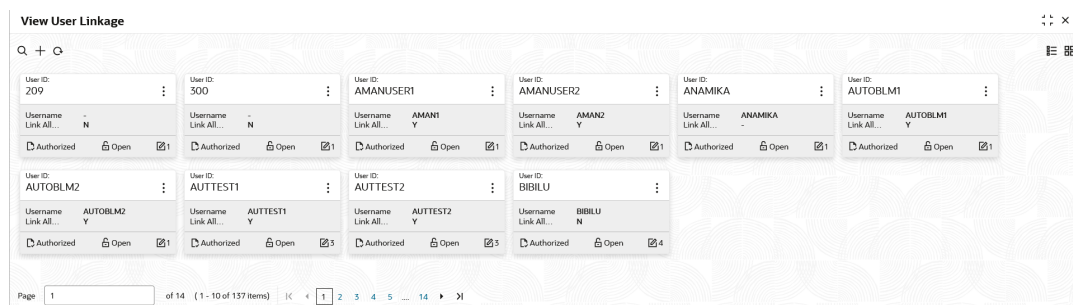 View User Linkage
User ID:
209
Username -
Link All... N
Authorized Open 1
User ID:
300
Username -
Link All... N
Authorized Open 1
User ID:
AMANUSER1
Username AMAN1
Link All... Y
Authorized Open 1
User ID:
AMANUSER2
Username AMAN2
Link All... Y
Authorized Open 1
User ID:
ANAMIKA
Username ANAMIKA
Link All... -
Authorized Open 1
User ID:
AUTOBLM1
Username AUTOBLM1
Link All... Y
Authorized Open 1
User ID:
AUTOBLM2
Username AUTOBLM2
Link All... Y
Authorized Open 1
User ID:
AUTTEST1
Username AUTTEST1
Link All... Y
Authorized Open 3
User ID:
AUTTEST2
Username AUTTEST2
Link All... Y
Authorized Open 3
User ID:
BIBILU
Username BIBILU
Link All... N
Authorized Open 4
Page 1 of 14 ( 1 - 10 of 137 items) 1 2 3 4 5 .... 14